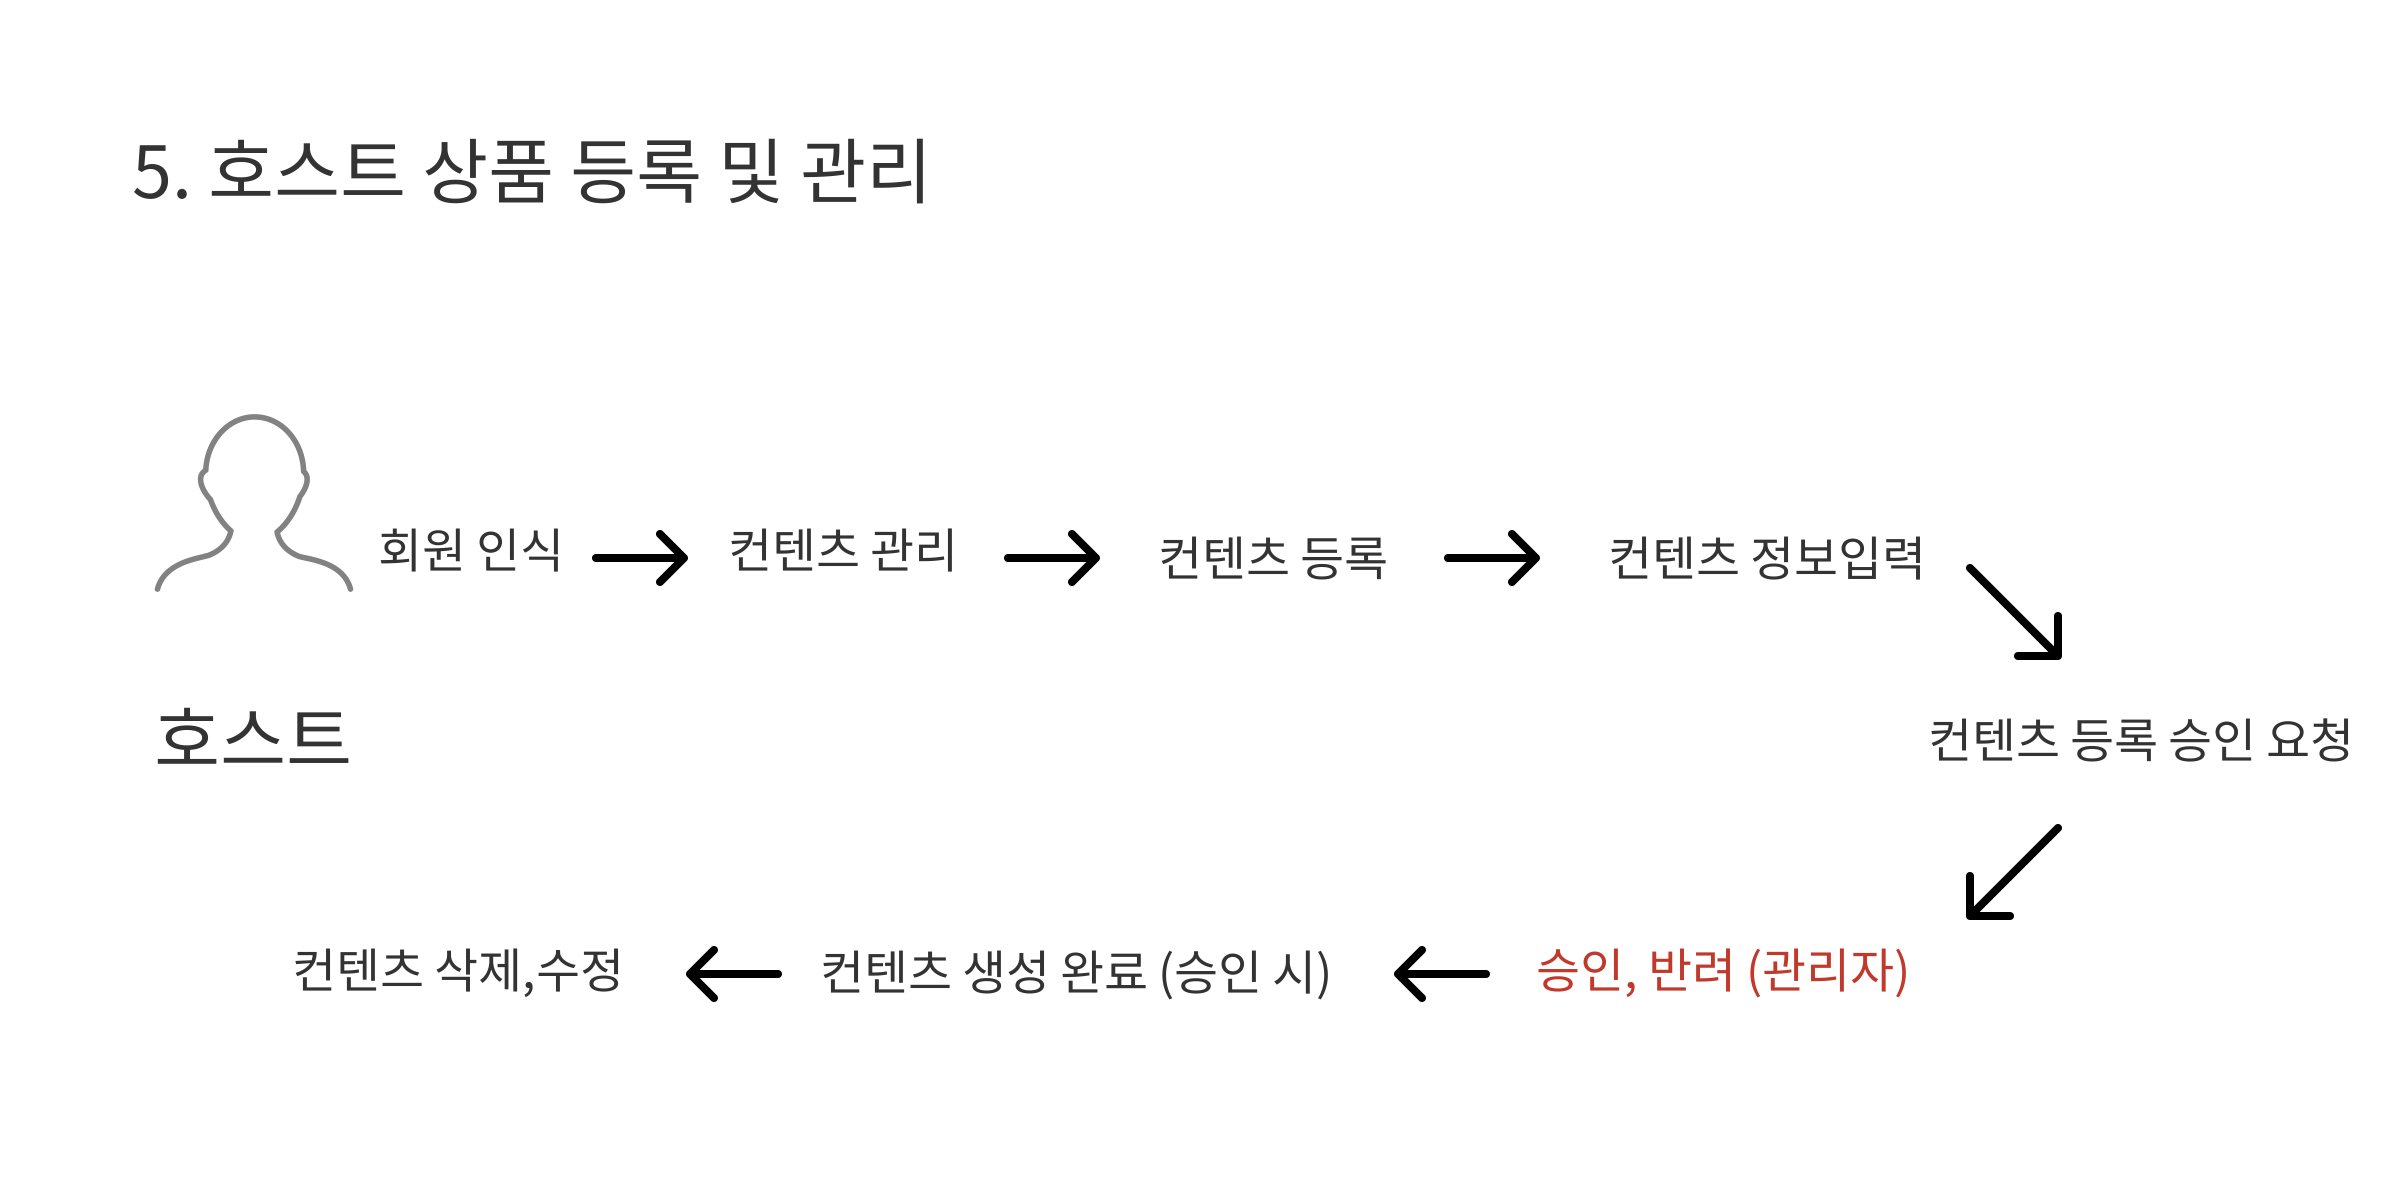 5. 호스트 상품 등록 및 관리
회원 인식
컨텐츠 관리
컨텐츠 등록
컨텐츠 정보입력
호스트
컨텐츠 등록 승인 요청
승인, 반려 (관리자)
컨텐츠 생성 완료 (승인 시)
컨텐츠 삭제,수정